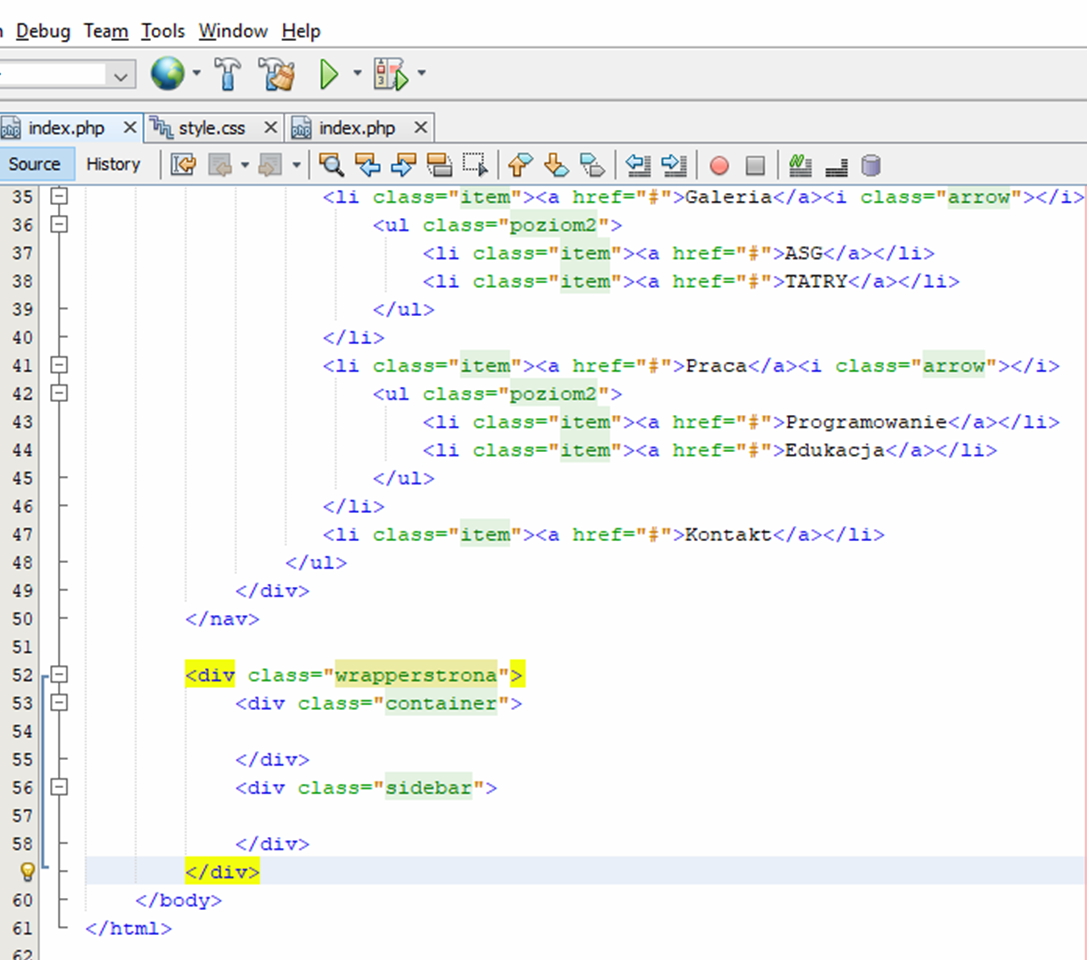 Debug Team Tools Window Help
index.php style.css index.php
Source History
35 <li class="item"><a href="#">Galeria</a><i class="arrow"></i>
36 <ul class="poziom2">
37 <li class="item"><a href="#">ASG</a></li>
38 <li class="item"><a href="#">TATRY</a></li>
39 </ul>
40 </li>
41 <li class="item"><a href="#">Praca</a><i class="arrow"></i>
42 <ul class="poziom2">
43 <li class="item"><a href="#">Programowanie</a></li>
44 <li class="item"><a href="#">Edukacja</a></li>
45 </ul>
46 </li>
47 <li class="item"><a href="#">Kontakt</a></li>
48 </ul>
49 </div>
50 </nav>
51
52 <div class="wrapperstrona">
53 <div class="container">
54
55 </div>
56 <div class="sidebar">
57
58 </div>
</div>
60 </body>
61 </html>
62